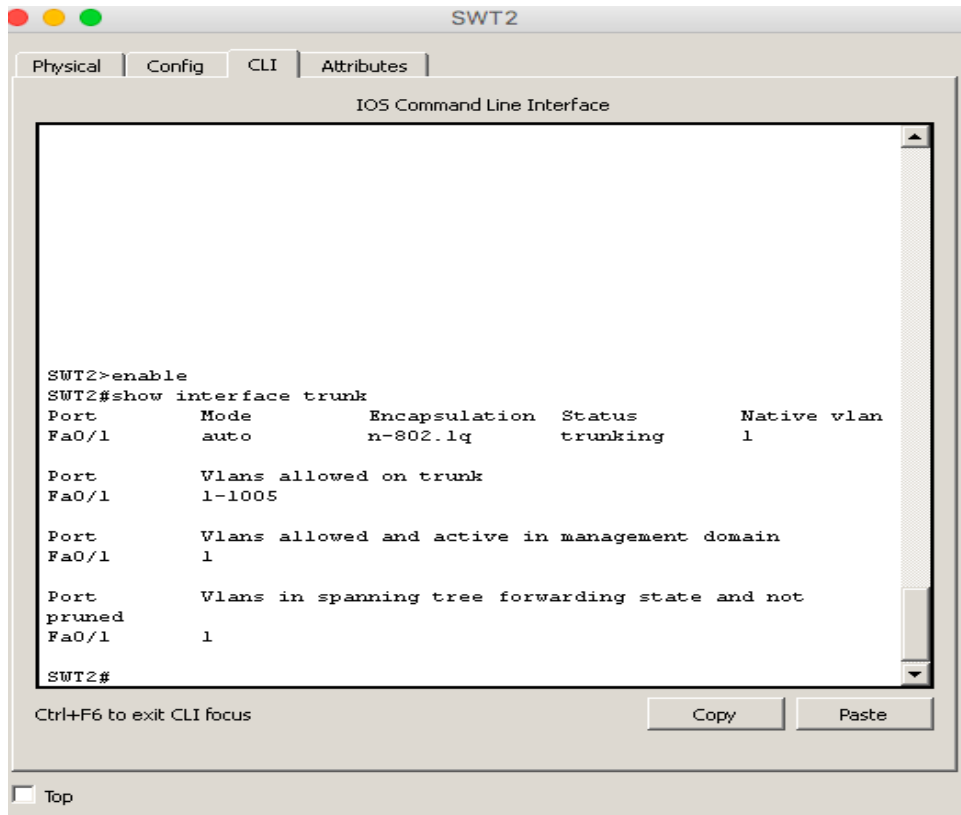 SWT2
Physical Config CLI Attributes
IOS Command Line Interface
SWT2>enable
SWT2#show interface trunk
Port Mode Encapsulation Status Native vlan
Fa0/1 auto n-802.1q trunking 1
Port Vlans allowed on trunk
Fa0/1 1-1005
Port Vlans allowed and active in management domain
Fa0/1 1
Port Vlans in spanning tree forwarding state and not
pruned
Fa0/1 1
SWT2#
Ctrl+F6 to exit CLI focus
Copy Paste
Top